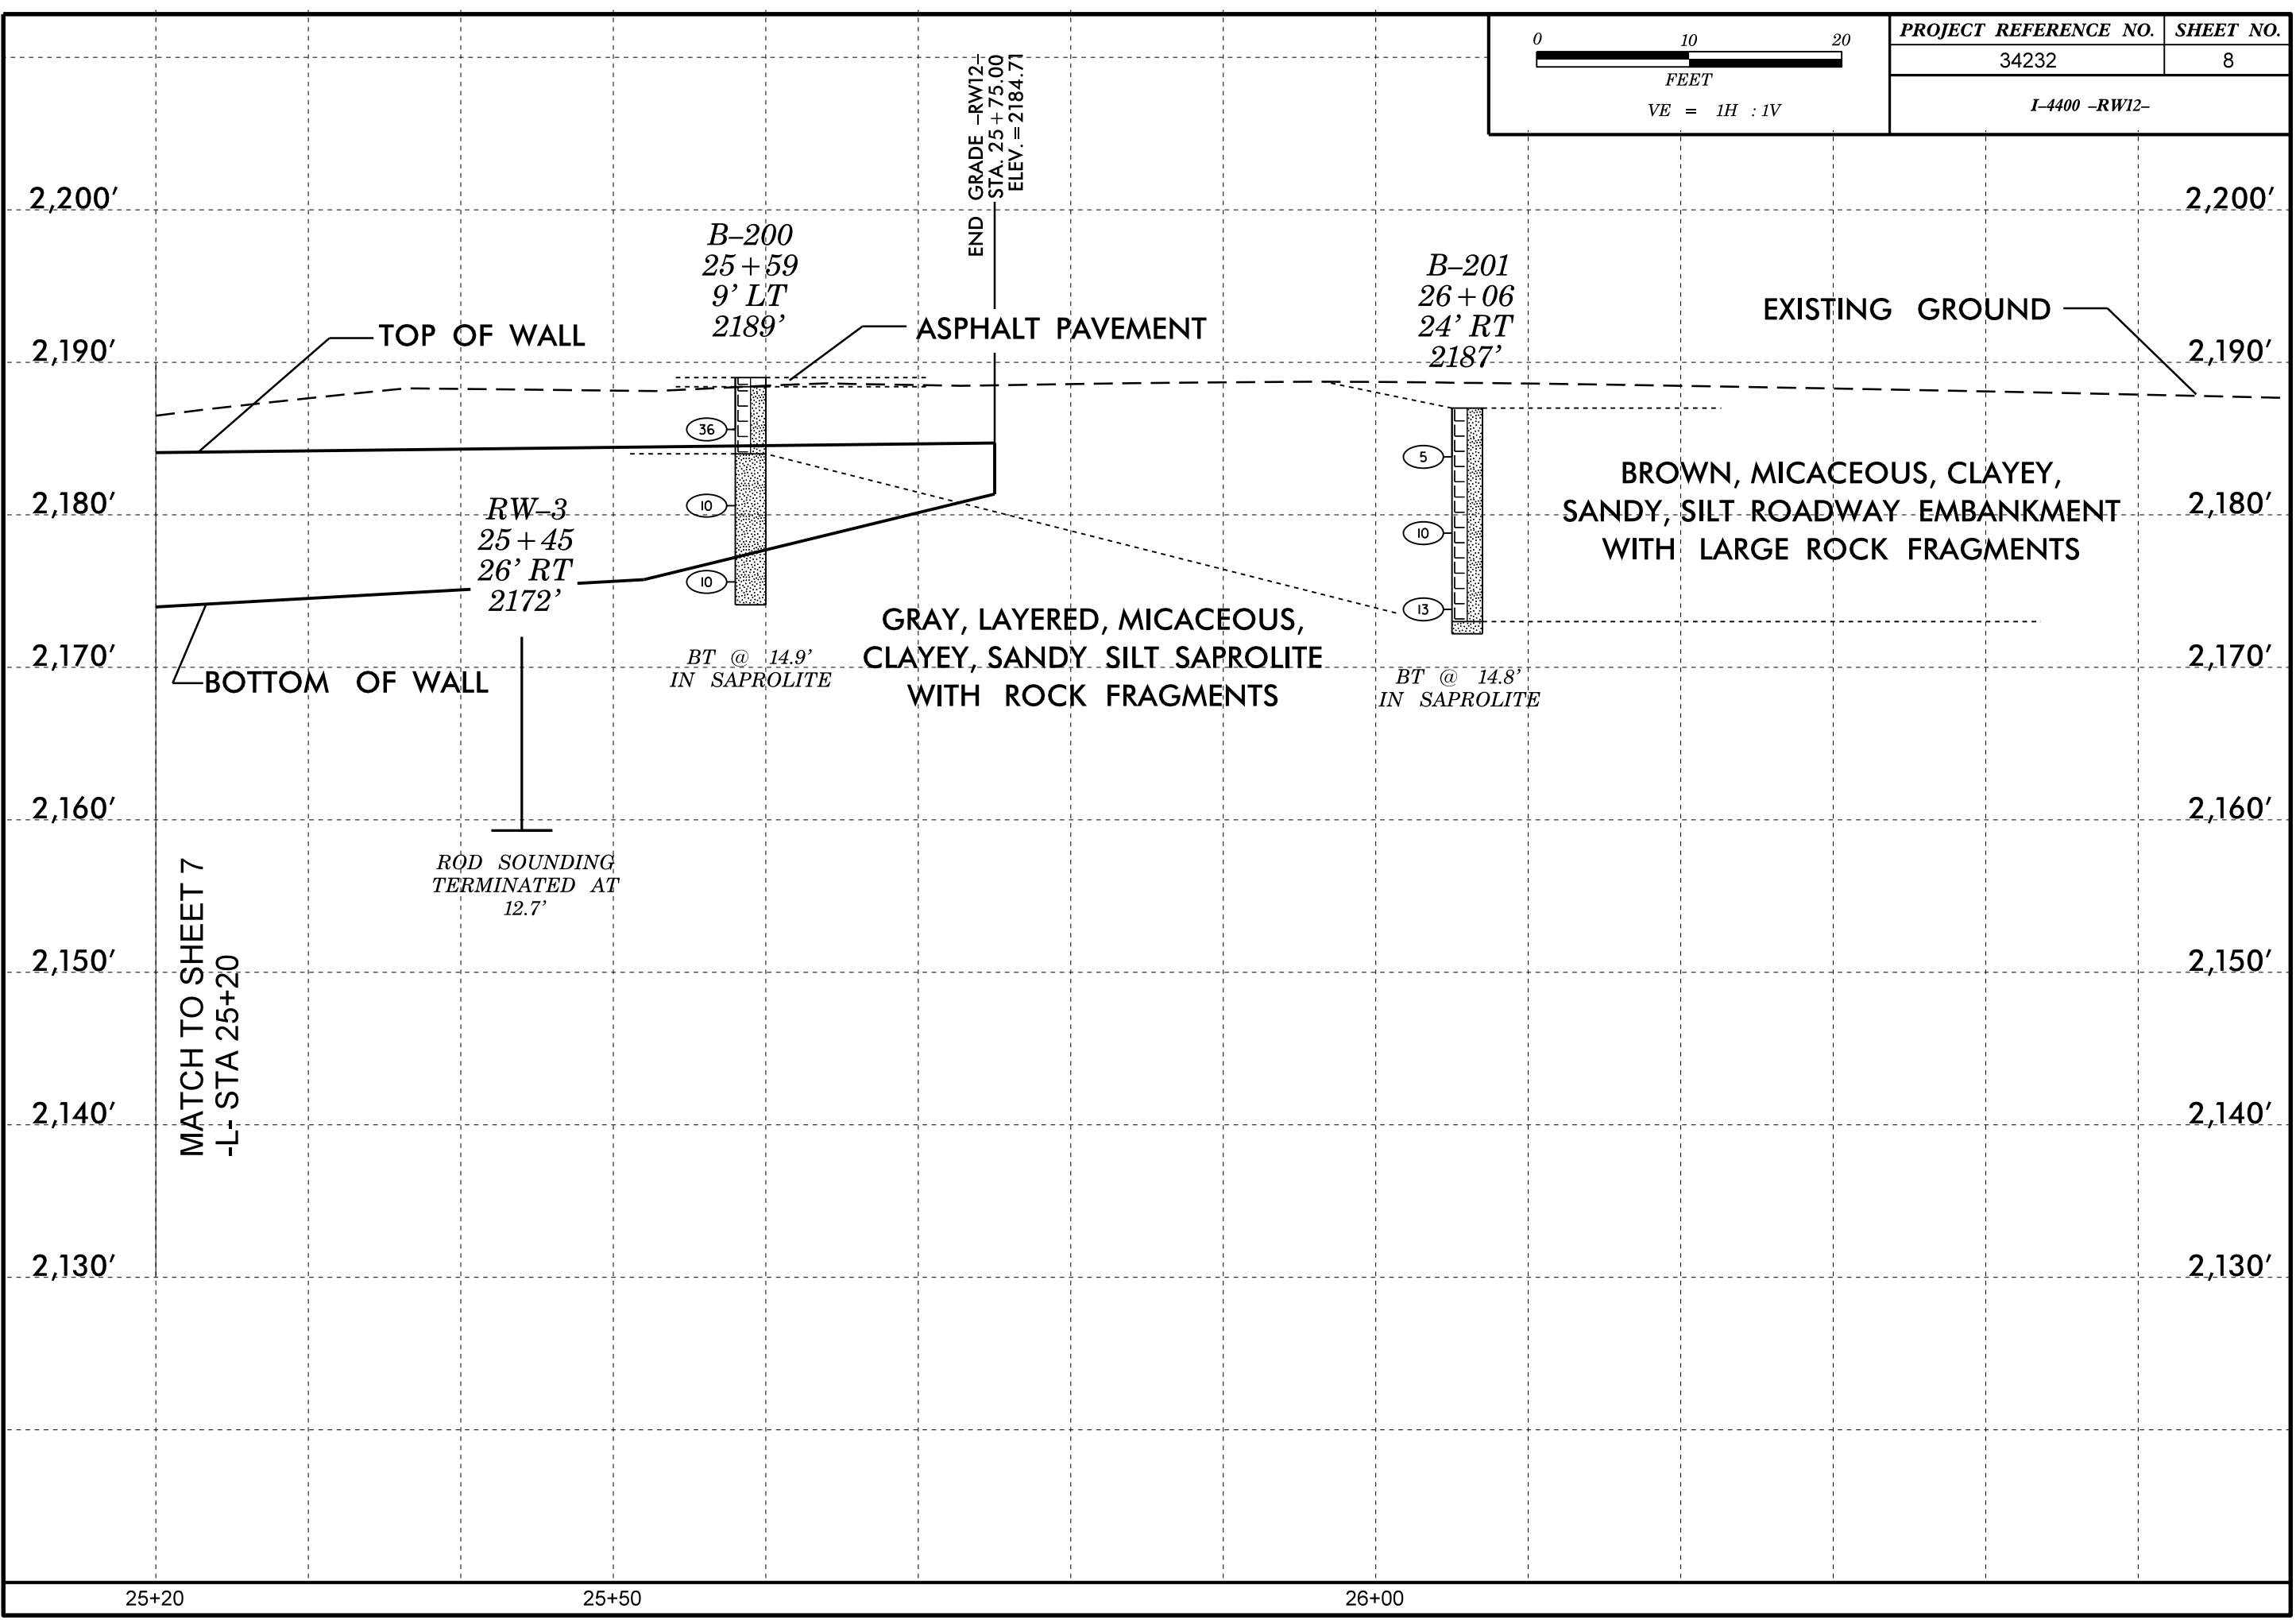 0 10 20
FEET
VE = 1H : 1V
PROJECT REFERENCE NO.
SHEET NO.
34232
8
I–4400 –RW12–
END GRADE –RW12–
STA. 25+75.00
ELEV. = 2184.71
2,200'
2,200'
B–200
25+59
9' LT
2189'
B–201
26+06
24' RT
2187'
EXISTING GROUND
TOP OF WALL
ASPHALT PAVEMENT
2,190'
2,190'
36
5
BROWN, MICACEOUS, CLAYEY,
SANDY, SILT ROADWAY EMBANKMENT
WITH LARGE ROCK FRAGMENTS
2,180'
2,180'
RW–3
25+45
26' RT
2172'
10
10
10
13
GRAY, LAYERED, MICACEOUS,
CLAYEY, SANDY SILT SAPROLITE
WITH ROCK FRAGMENTS
2,170'
2,170'
BOTTOM OF WALL
BT @ 14.9'
IN SAPROLITE
BT @ 14.8'
IN SAPROLITE
2,160'
2,160'
ROD SOUNDING
TERMINATED AT
12.7'
MATCH TO SHEET 7
-L- STA 25+20
2,150'
2,150'
2,140'
2,140'
2,130'
2,130'
25+20
25+50
26+00